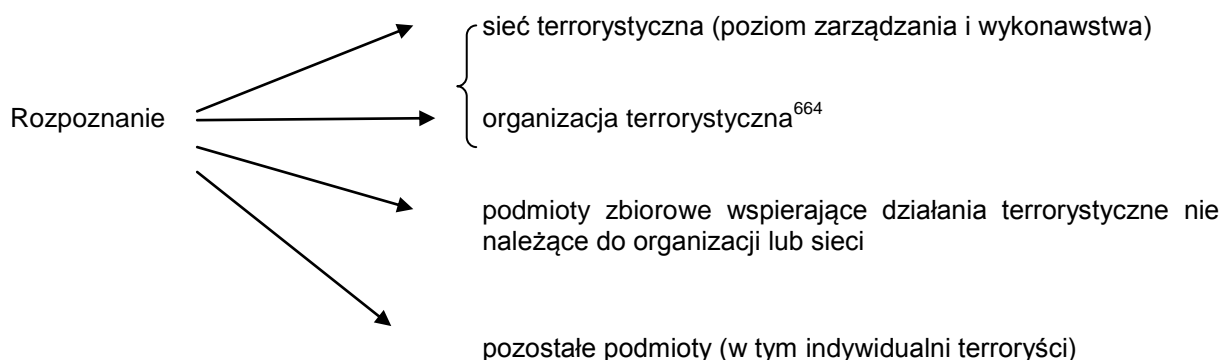 sieć terrorystyczna (poziom zarządzania i wykonawstwa)
Rozpoznanie
organizacja terrorystyczna664
podmioty zbiorowe wspierające działania terrorystyczne nie
należące do organizacji lub sieci
pozostałe podmioty (w tym indywidualni terroryści)